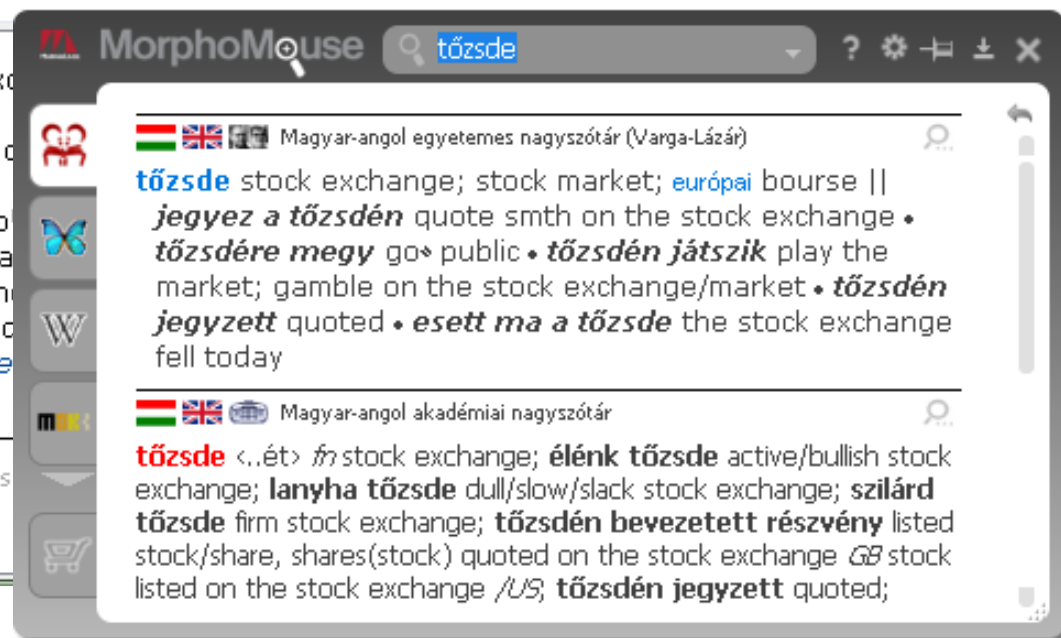 MorphoMouse
tőzsde
?
Magyar-angol egyetemes nagyszótár (Varga-Lázár)
tőzsde stock exchange; stock market; európai bourse ||
jegyez a tőzsdén quote smth on the stock exchange •
tőzsdére megy go public • tőzsdén játszik play the
market; gamble on the stock exchange/market • tőzsdén
jegyzett quoted • esett ma a tőzsde the stock exchange
fell today
W
Magyar-angol akadémiai nagyszótár
tőzsde <..ét> fn stock exchange; élénk tőzsde active/bullish stock
exchange; lanyha tőzsde dull/slow/slack stock exchange; szilárd
tőzsde firm stock exchange; tőzsdén bevezetett részvény listed
stock/share, shares(stock) quoted on the stock exchange GB stock
listed on the stock exchange /US; tőzsdén jegyzett quoted;